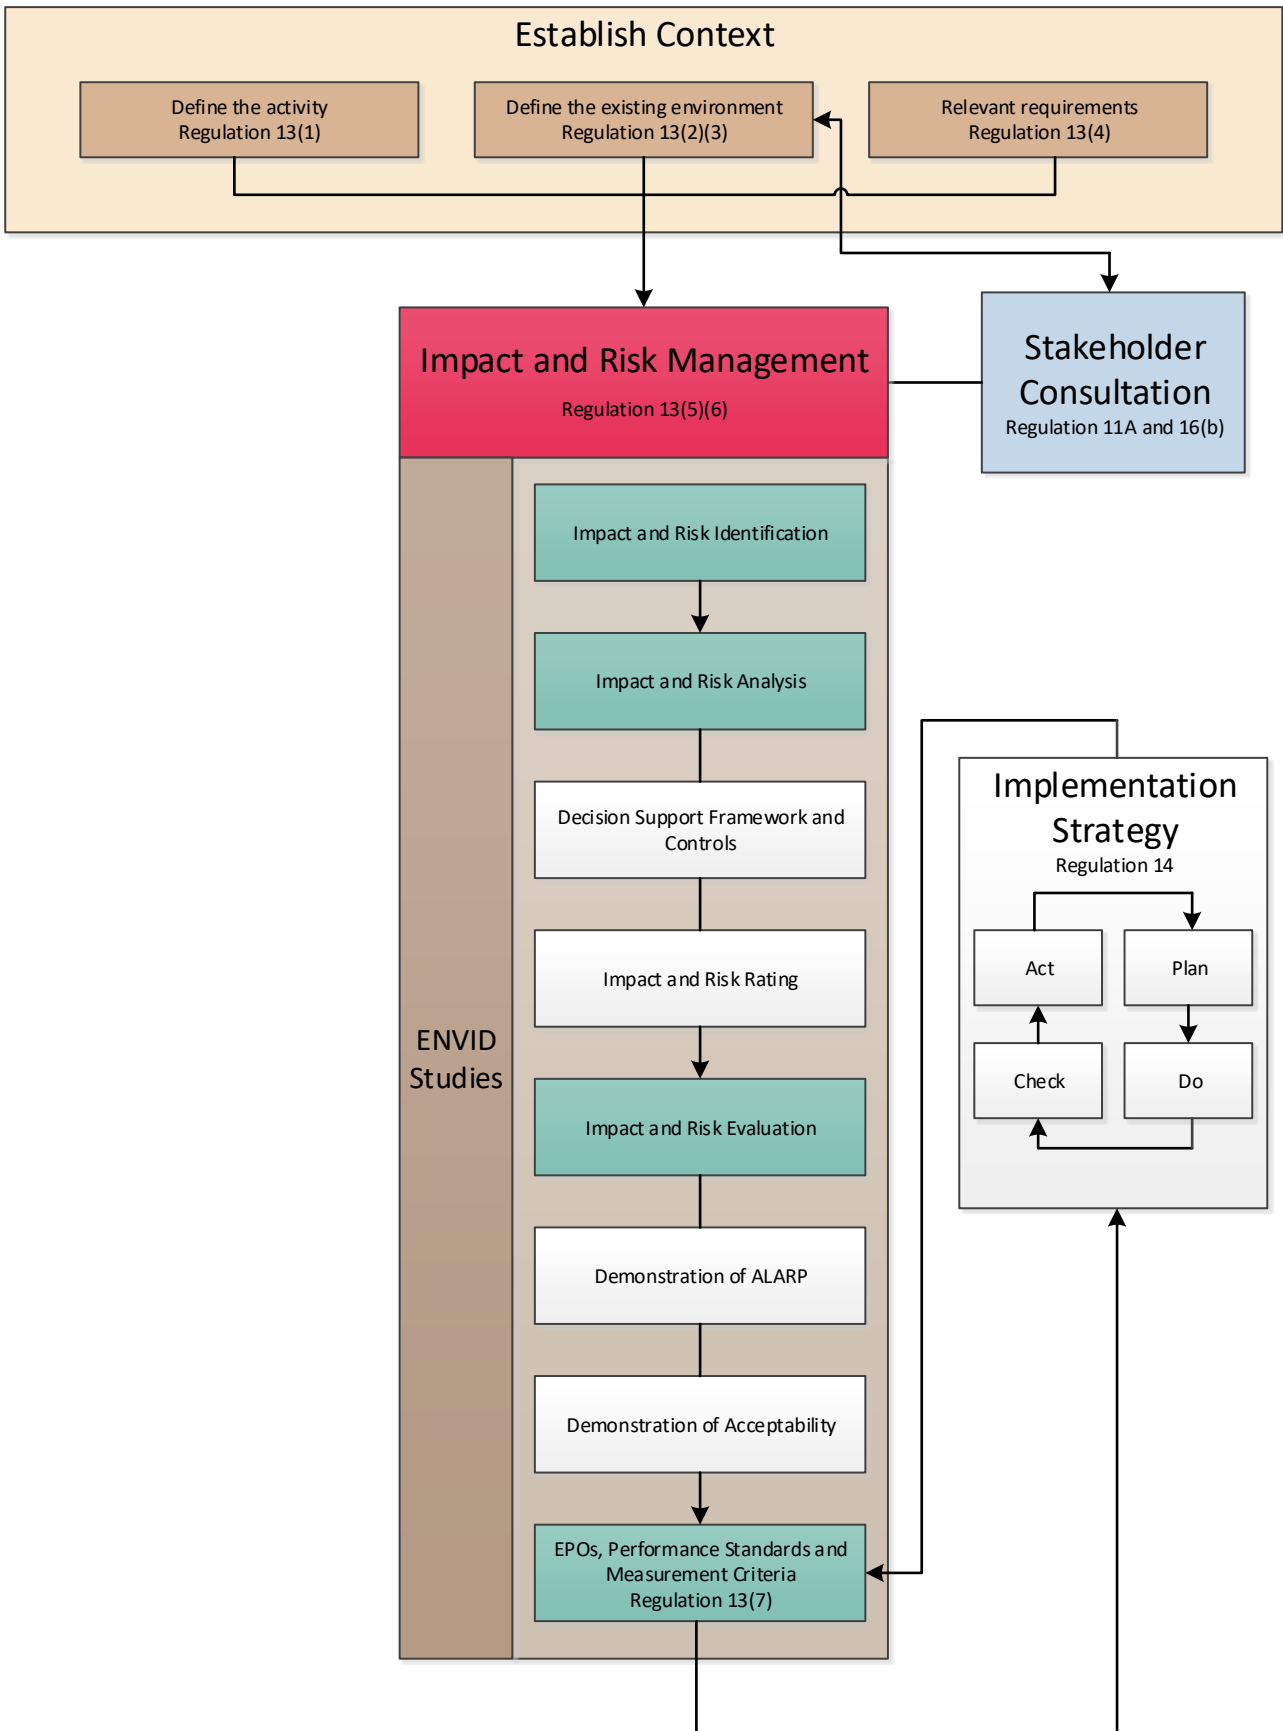 Establish Context
Define the activity
Regulation 13(1)
Define the existing environment
Regulation 13(2)(3)
Relevant requirements
Regulation 13(4)
Impact and Risk Management
Regulation 13(5)(6)
Stakeholder
Consultation
Regulation 11A and 16(b)
ENVID
Studies
Impact and Risk Identification
Impact and Risk Analysis
Decision Support Framework and
Controls
Impact and Risk Rating
Impact and Risk Evaluation
Demonstration of ALARP
Demonstration of Acceptability
EPOs, Performance Standards and
Measurement Criteria
Regulation 13(7)
Implementation
Strategy
Regulation 14
Act
Plan
Check
Do